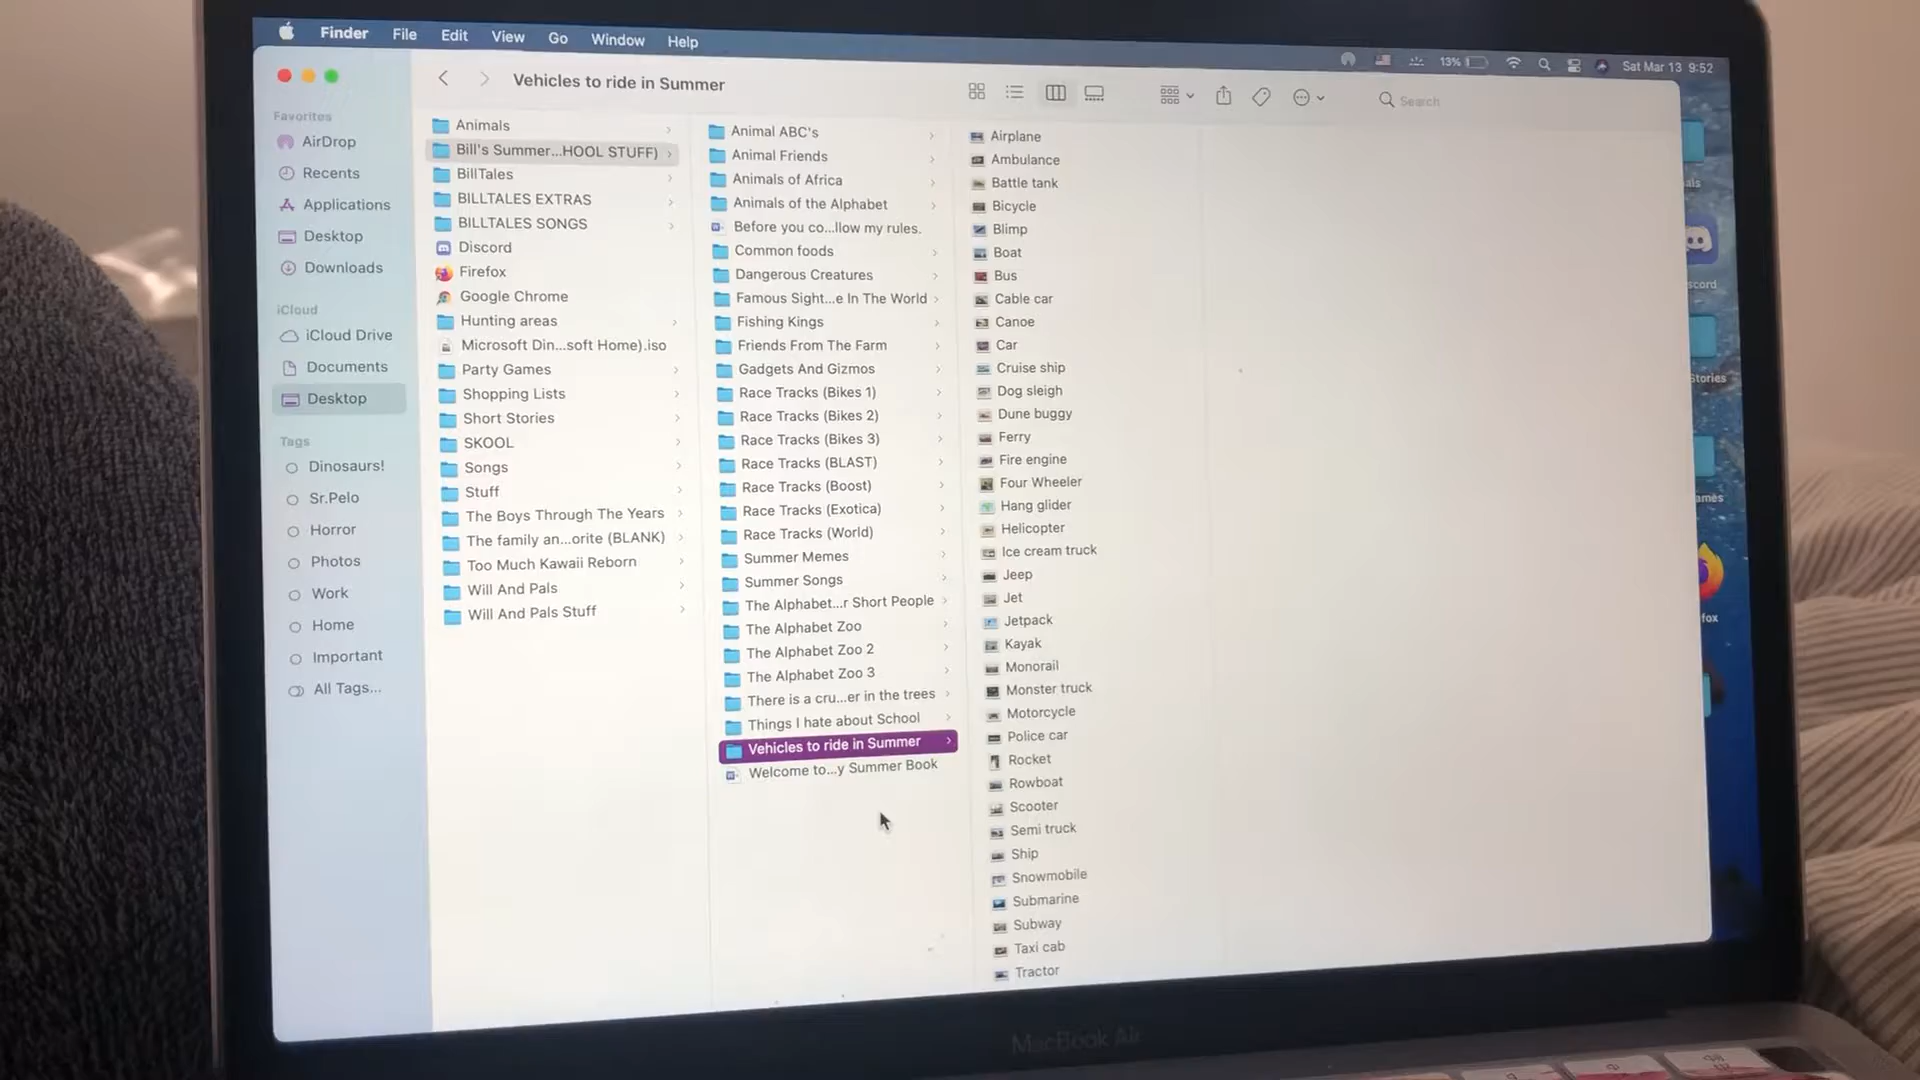 Finder File Edit View Go Window Help
13% Sat Mar 13 9:52
Vehicles to ride in Summer
Search
Favorites
AirDrop
Recents
Applications
Desktop
Downloads
iCloud
iCloud Drive
Documents
Desktop
Tags
Dinosaurs!
Sr.Pelo
Horror
Photos
Work
Home
Important
All Tags...
Animals
Bill's Summer...HOOL STUFF)
BillTales
BILLTALES EXTRAS
BILLTALES SONGS
Discord
Firefox
Google Chrome
Hunting areas
Microsoft Din...soft Home).iso
Party Games
Shopping Lists
Short Stories
SKOOL
Songs
Stuff
The Boys Through The Years
The family an...orite (BLANK)
Too Much Kawaii Reborn
Will And Pals
Will And Pals Stuff
Animal ABC's
Animal Friends
Animals of Africa
Animals of the Alphabet
Before you co...llow my rules.
Common foods
Dangerous Creatures
Famous Sight...e In The World
Fishing Kings
Friends From The Farm
Gadgets And Gizmos
Race Tracks (Bikes 1)
Race Tracks (Bikes 2)
Race Tracks (Bikes 3)
Race Tracks (BLAST)
Race Tracks (Boost)
Race Tracks (Exotica)
Race Tracks (World)
Summer Memes
Summer Songs
The Alphabet...r Short People
The Alphabet Zoo
The Alphabet Zoo 2
The Alphabet Zoo 3
There is a cru...er in the trees
Things I hate about School
Vehicles to ride in Summer
Welcome to...y Summer Book
Airplane
Ambulance
Battle tank
Bicycle
Blimp
Boat
Bus
Cable car
Canoe
Car
Cruise ship
Dog sleigh
Dune buggy
Ferry
Fire engine
Four Wheeler
Hang glider
Helicopter
Ice cream truck
Jeep
Jet
Jetpack
Kayak
Monorail
Monster truck
Motorcycle
Police car
Rocket
Rowboat
Scooter
Semi truck
Ship
Snowmobile
Submarine
Subway
Taxi cab
Tractor
als
scord
Stories
ames
fox
MacBook Air